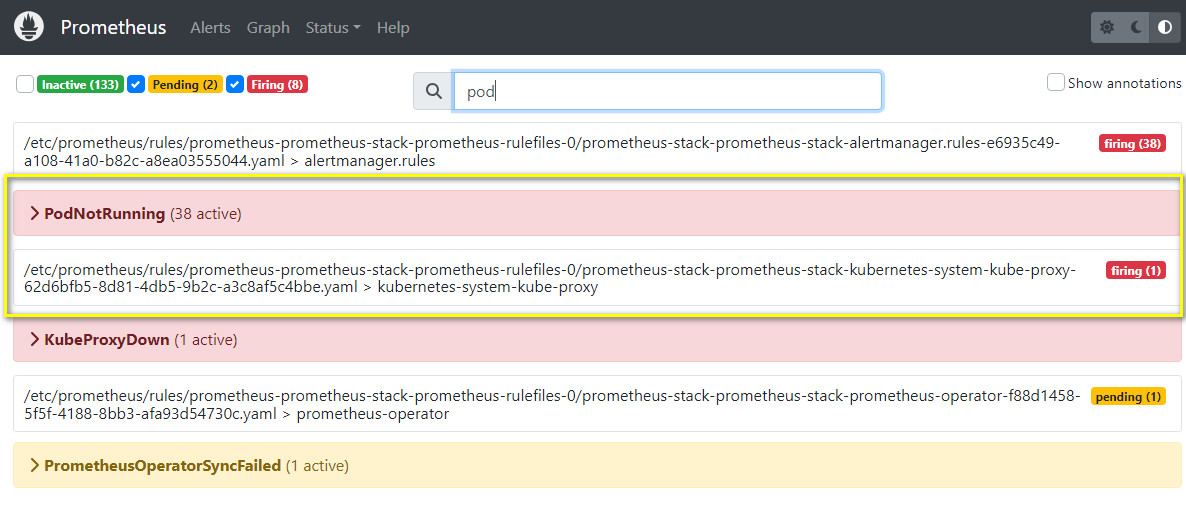 Prometheus Alerts Graph Status Help
Inactive (133) Pending (2) Firing (8) pod Show annotations
/etc/prometheus/rules/prometheus-prometheus-stack-prometheus-rulefiles-0/prometheus-stack-prometheus-stack-alertmanager.rules-e6935c49- firing (38)
a108-41a0-b82c-a8ea03555044.yaml > alertmanager.rules
PodNotRunning (38 active)
/etc/prometheus/rules/prometheus-prometheus-stack-prometheus-rulefiles-0/prometheus-stack-prometheus-stack-kubernetes-system-kube-proxy- firing (1)
62d6bfb5-8d81-4db5-9b2c-a3c8af5c4bbe.yaml > kubernetes-system-kube-proxy
KubeProxyDown (1 active)
/etc/prometheus/rules/prometheus-prometheus-stack-prometheus-rulefiles-0/prometheus-stack-prometheus-stack-prometheus-operator-f88d1458- pending (1)
5f5f-4188-8bb3-afa93d54730c.yaml > prometheus-operator
PrometheusOperatorSyncFailed (1 active)